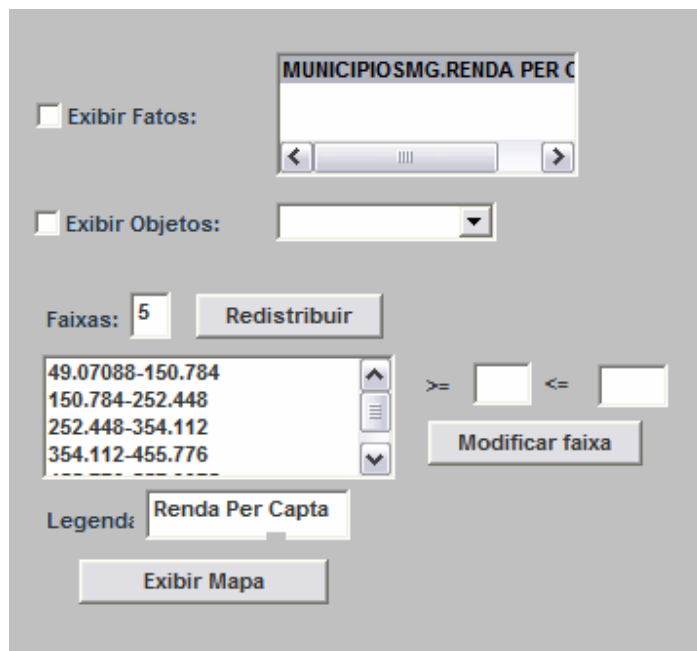 MUNICIPIOSMG.RENDA PER C
Exibir Fatos:
Exibir Objetos:
Faixas: 5 Redistribuir
49.07088-150.784
150.784-252.448
252.448-354.112
354.112-455.776
>= <=
Modificar faixa
Legenda Renda Per Capta
Exibir Mapa